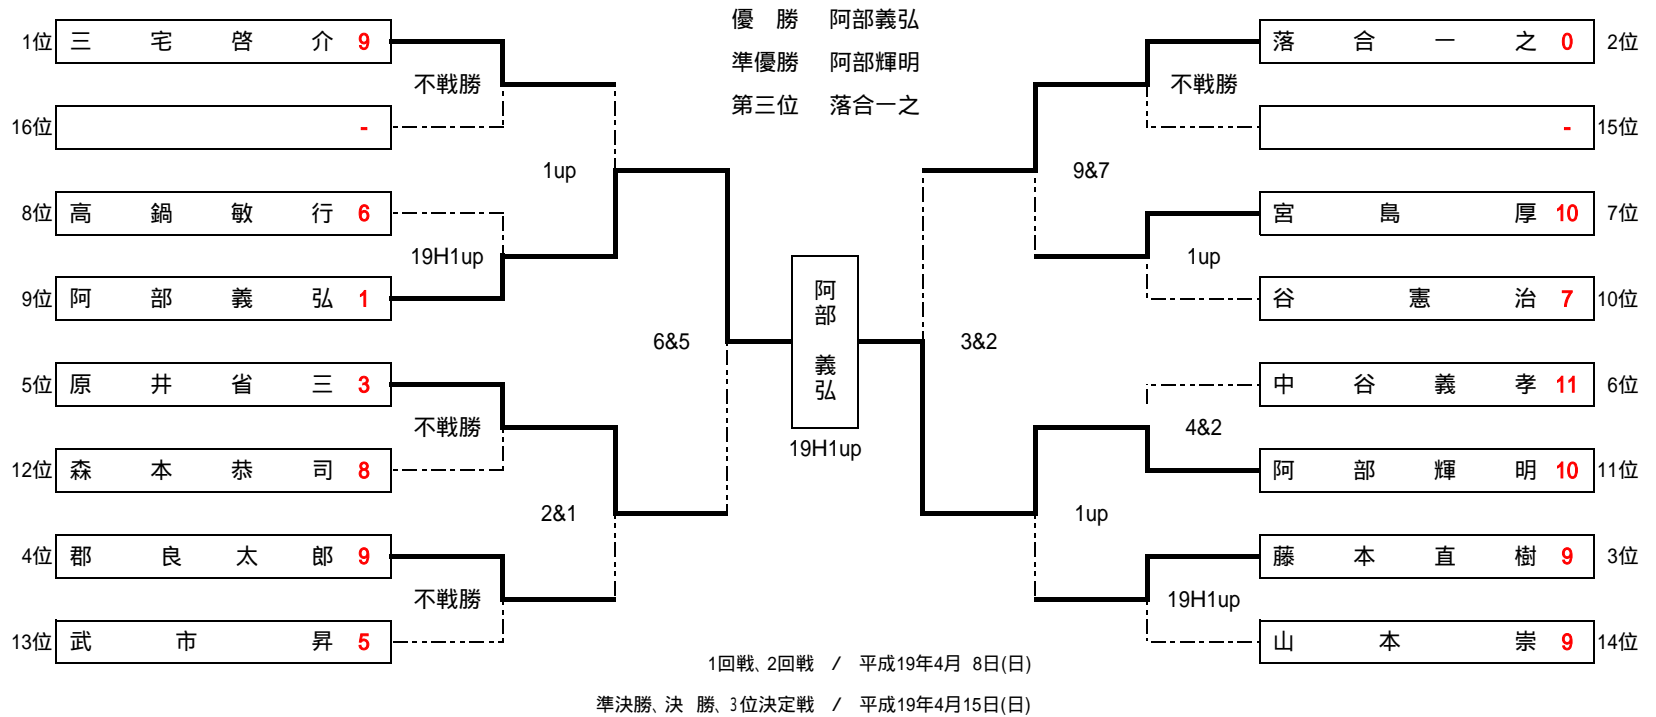 優 勝 阿部義弘
準優勝 阿部輝明
第三位 落合一之
1位 三宅啓介 9
不戦勝
16位 -
1up
8位 高鍋敏行 6
19H1up
9位 阿部義弘 1
6&5
5位 原井省三 3
不戦勝
12位 森本恭司 8
2&1
4位 郡良太郎 9
不戦勝
13位 武市昇 5
阿部 義弘
19H1up
落合一之 0 2位
不戦勝
- 15位
9&7
宮島厚 10 7位
1up
谷憲治 7 10位
3&2
中谷義孝 11 6位
4&2
阿部輝明 10 11位
1up
藤本直樹 9 3位
19H1up
山本崇 9 14位
1回戦、2回戦 / 平成19年4月 8日(日)
準決勝、決 勝、3位決定戦 / 平成19年4月15日(日)